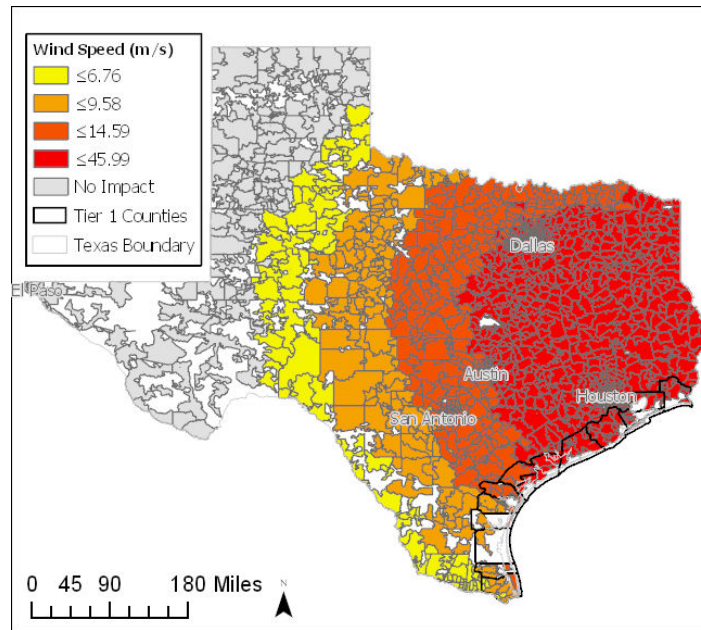 Wind Speed (m/s)
≤6.76
≤9.58
≤14.59
≤45.99
No Impact
Tier 1 Counties
Texas Boundary
Dallas
El Paso
Austin
Houston
San Antonio
0 45 90 180 Miles
N